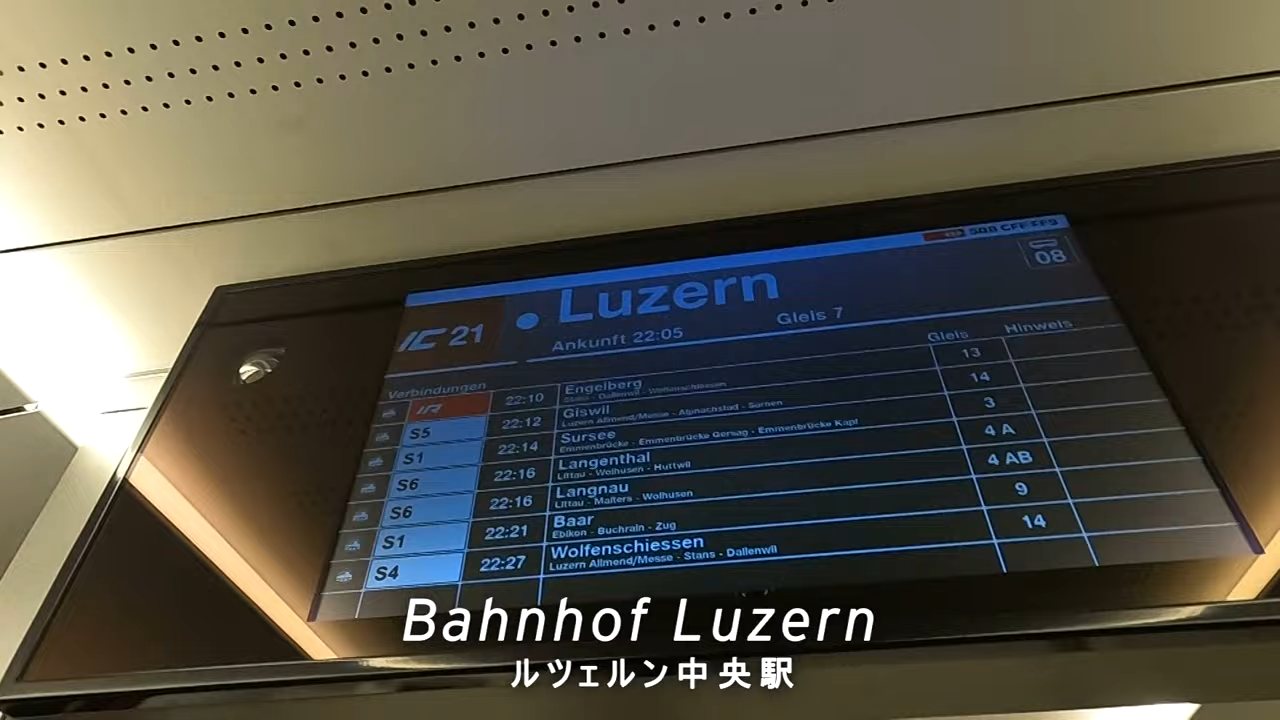 SBB CFF FFS
IC 21 Luzern 08
Ankunft 22:05 Gleis 7
Verbindungen Gleis Hinweis
IR 22:10 Engelberg 13
Stans - Dallenwil - Wolfenschiessen
S5 22:12 Giswil 14
Luzern Allmend/Messe - Alpnachstad - Sarnen
S1 22:14 Sursee 3
Emmenbrücke - Emmenbrücke Gersag - Emmenbrücke Kapf
S6 22:16 Langenthal 4 A
Littau - Wolhusen - Huttwil
S6 22:16 Langnau 4 AB
Littau - Malters - Wolhusen
S1 22:21 Baar 9
Ebikon - Buchrain - Zug
S4 22:27 Wolfenschiessen 14
Luzern Allmend/Messe - Stans - Dallenwil
Bahnhof Luzern
ルツェルン中央駅